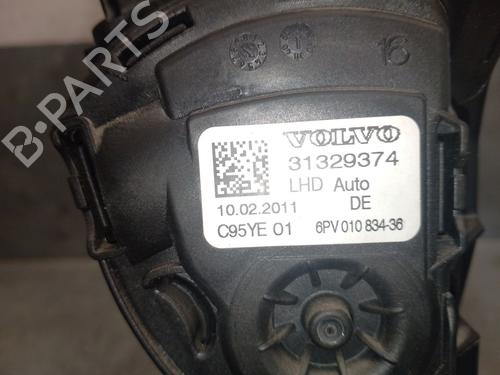 B-PARTS
16
VOLVO
31329374
LHD Auto
10.02.2011 DE
C95YE 01 6PV 010 834-36